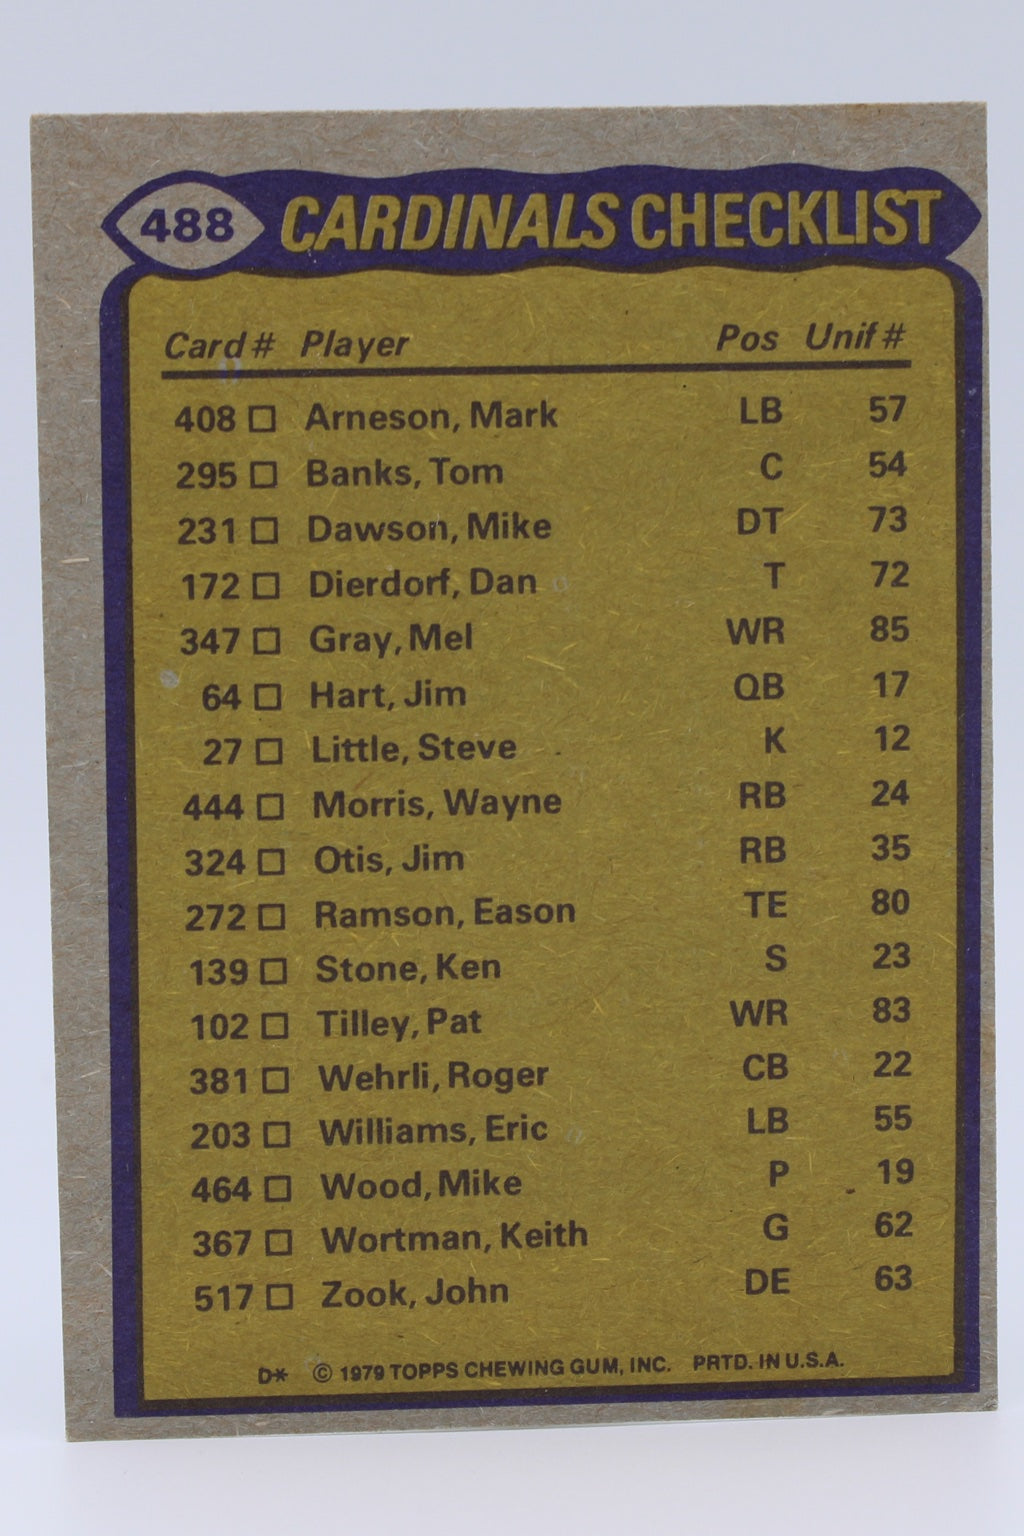 488 CARDINALS CHECKLIST
Card # Player Pos Unif #
408 □ Arneson, Mark LB 57
295 □ Banks, Tom C 54
231 □ Dawson, Mike DT 73
172 □ Dierdorf, Dan T 72
347 □ Gray, Mel WR 85
64 □ Hart, Jim QB 17
27 □ Little, Steve K 12
444 □ Morris, Wayne RB 24
324 □ Otis, Jim RB 35
272 □ Ramson, Eason TE 80
139 □ Stone, Ken S 23
102 □ Tilley, Pat WR 83
381 □ Wehrli, Roger CB 22
203 □ Williams, Eric LB 55
464 □ Wood, Mike P 19
367 □ Wortman, Keith G 62
517 □ Zook, John DE 63
D* © 1979 TOPPS CHEWING GUM, INC. PRTD. IN U.S.A.